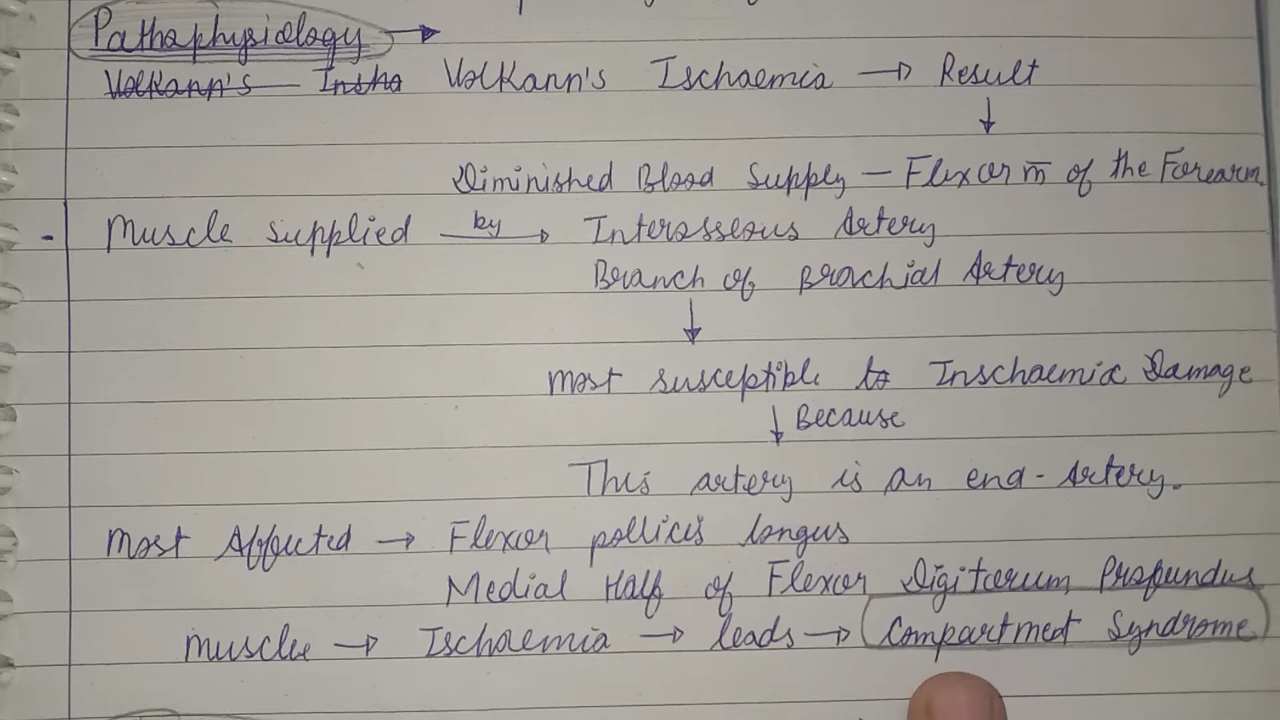 Pathaphysiology →
Volkann's Insha Volkann's Ischaemia → Result
↓
Diminished Blood Supply - Flexor m̅ of the Forearm
- Muscle supplied by → Interosseous Artery
Branch of Brachial Artery
↓
most susceptible to Inschaemic Damage
↓ Because
This artery is an end-Artery.
Most Affected → Flexor pollicis longus
Medial Half of Flexor Digitorum Profundus
muscle → Ischaemia → leads → Compartmet Syndrome